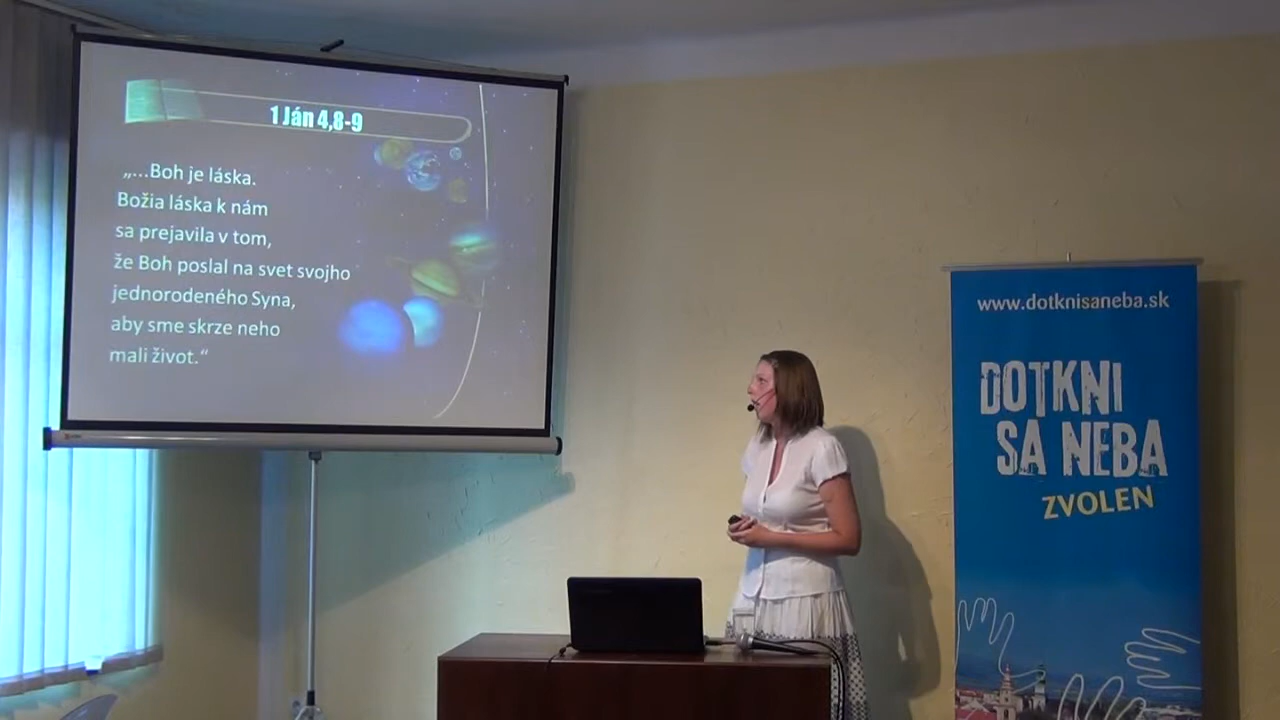 1 Ján 4,8-9
„...Boh je láska.
Božia láska k nám
sa prejavila v tom,
že Boh poslal na svet svojho
jednorodeného Syna,
aby sme skrze neho
mali život.“
www.dotknisaneba.sk
DOTKNI
SA NEBA
ZVOLEN